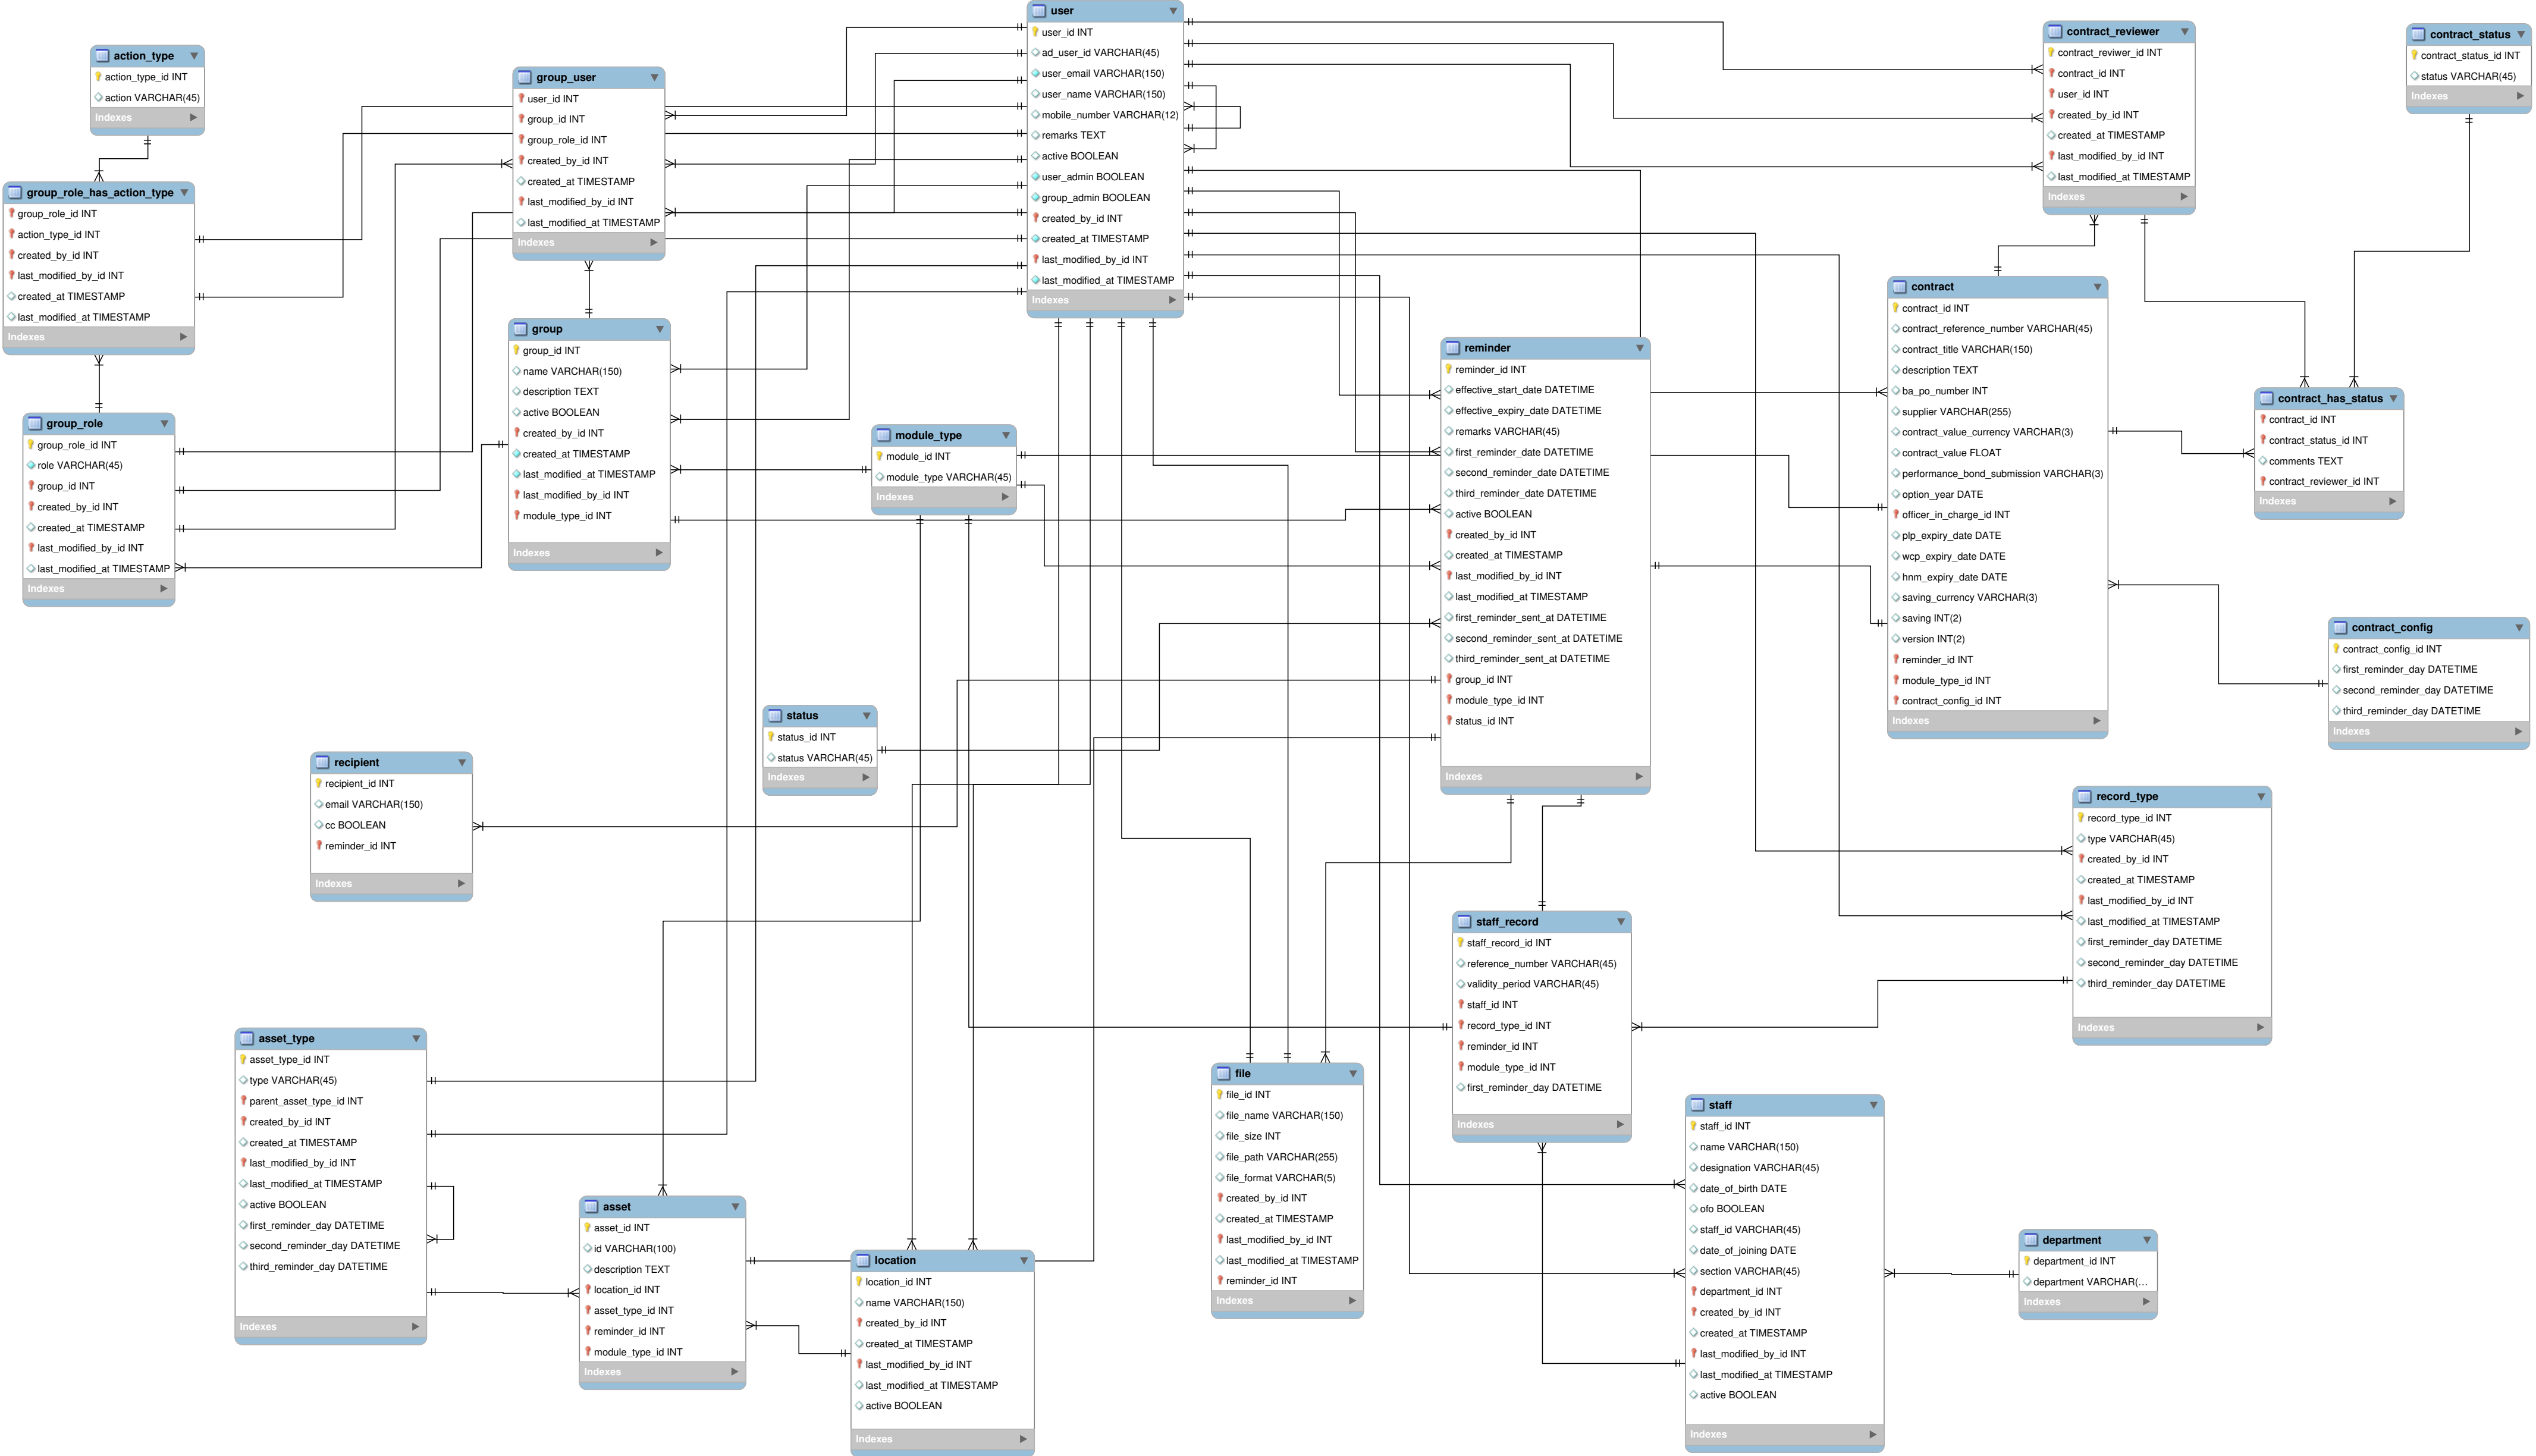 user
user_id INT
ad_user_id VARCHAR(45)
user_email VARCHAR(150)
user_name VARCHAR(150)
mobile_number VARCHAR(12)
remarks TEXT
active BOOLEAN
user_admin BOOLEAN
group_admin BOOLEAN
created_by_id INT
created_at TIMESTAMP
last_modified_by_id INT
last_modified_at TIMESTAMP
Indexes
contract_reviewer
contract_reviwer_id INT
contract_id INT
user_id INT
created_by_id INT
created_at TIMESTAMP
last_modified_by_id INT
last_modified_at TIMESTAMP
Indexes
contract_status
contract_status_id INT
status VARCHAR(45)
Indexes
action_type
action_type_id INT
action VARCHAR(45)
Indexes
group_user
user_id INT
group_id INT
group_role_id INT
created_by_id INT
created_at TIMESTAMP
last_modified_by_id INT
last_modified_at TIMESTAMP
Indexes
group_role_has_action_type
group_role_id INT
action_type_id INT
created_by_id INT
last_modified_by_id INT
created_at TIMESTAMP
last_modified_at TIMESTAMP
Indexes
contract
contract_id INT
contract_reference_number VARCHAR(45)
contract_title VARCHAR(150)
description TEXT
ba_po_number INT
supplier VARCHAR(255)
contract_value_currency VARCHAR(3)
contract_value FLOAT
performance_bond_submission VARCHAR(3)
option_year DATE
officer_in_charge_id INT
plp_expiry_date DATE
wcp_expiry_date DATE
hnm_expiry_date DATE
saving_currency VARCHAR(3)
saving INT(2)
version INT(2)
reminder_id INT
module_type_id INT
contract_config_id INT
Indexes
group
group_id INT
name VARCHAR(150)
description TEXT
active BOOLEAN
created_by_id INT
created_at TIMESTAMP
last_modified_at TIMESTAMP
last_modified_by_id INT
module_type_id INT
Indexes
reminder
reminder_id INT
effective_start_date DATETIME
effective_expiry_date DATETIME
remarks VARCHAR(45)
first_reminder_date DATETIME
second_reminder_date DATETIME
third_reminder_date DATETIME
active BOOLEAN
created_by_id INT
created_at TIMESTAMP
last_modified_by_id INT
last_modified_at TIMESTAMP
first_reminder_sent_at DATETIME
second_reminder_sent_at DATETIME
third_reminder_sent_at DATETIME
group_id INT
module_type_id INT
status_id INT
Indexes
contract_has_status
contract_id INT
contract_status_id INT
comments TEXT
contract_reviewer_id INT
Indexes
group_role
group_role_id INT
role VARCHAR(45)
group_id INT
created_by_id INT
created_at TIMESTAMP
last_modified_by_id INT
last_modified_at TIMESTAMP
Indexes
module_type
module_id INT
module_type VARCHAR(45)
Indexes
contract_config
contract_config_id INT
first_reminder_day DATETIME
second_reminder_day DATETIME
third_reminder_day DATETIME
Indexes
status
status_id INT
status VARCHAR(45)
Indexes
recipient
recipient_id INT
email VARCHAR(150)
cc BOOLEAN
reminder_id INT
Indexes
record_type
record_type_id INT
type VARCHAR(45)
created_by_id INT
created_at TIMESTAMP
last_modified_by_id INT
last_modified_at TIMESTAMP
first_reminder_day DATETIME
second_reminder_day DATETIME
third_reminder_day DATETIME
Indexes
staff_record
staff_record_id INT
reference_number VARCHAR(45)
validity_period VARCHAR(45)
staff_id INT
record_type_id INT
reminder_id INT
module_type_id INT
first_reminder_day DATETIME
Indexes
asset_type
asset_type_id INT
type VARCHAR(45)
parent_asset_type_id INT
created_by_id INT
created_at TIMESTAMP
last_modified_by_id INT
last_modified_at TIMESTAMP
active BOOLEAN
first_reminder_day DATETIME
second_reminder_day DATETIME
third_reminder_day DATETIME
Indexes
file
file_id INT
file_name VARCHAR(150)
file_size INT
file_path VARCHAR(255)
file_format VARCHAR(5)
created_by_id INT
created_at TIMESTAMP
last_modified_by_id INT
last_modified_at TIMESTAMP
reminder_id INT
Indexes
staff
staff_id INT
name VARCHAR(150)
designation VARCHAR(45)
date_of_birth DATE
ofo BOOLEAN
staff_id VARCHAR(45)
date_of_joining DATE
section VARCHAR(45)
department_id INT
created_by_id INT
created_at TIMESTAMP
last_modified_by_id INT
last_modified_at TIMESTAMP
active BOOLEAN
Indexes
asset
asset_id INT
id VARCHAR(100)
description TEXT
location_id INT
asset_type_id INT
reminder_id INT
module_type_id INT
Indexes
location
location_id INT
name VARCHAR(150)
created_by_id INT
created_at TIMESTAMP
last_modified_by_id INT
last_modified_at TIMESTAMP
active BOOLEAN
Indexes
department
department_id INT
department VARCHAR(...
Indexes